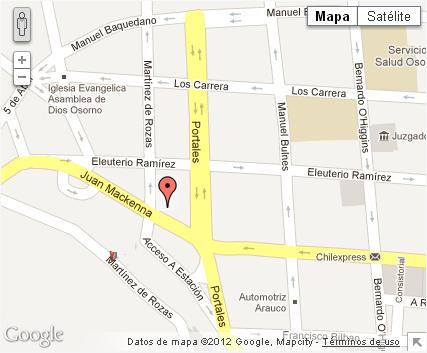 Manuel Baquedano
Manuel B
Mapa
Satélite
Servicio
Salud Oso
5 de Abr
Iglesia Evangelica
Asamblea de
Dios Osorno
Martínez de Rozas
Los Carrera
Los Carrera
Portales
Manuel Bulnes
Bernardo O'Higgins
Juzgado
Eleuterio Ramírez
Eleuterio Ramírez
Juan Mackenna
Acceso A Estación
Chilexpress
Martínez de Rozas
Portales
Automotriz
Arauco
Consistorial
Bernardo O'H
A R
Francisco Bilbao
Google
Datos de mapa ©2012 Google, Mapcity - Términos de uso